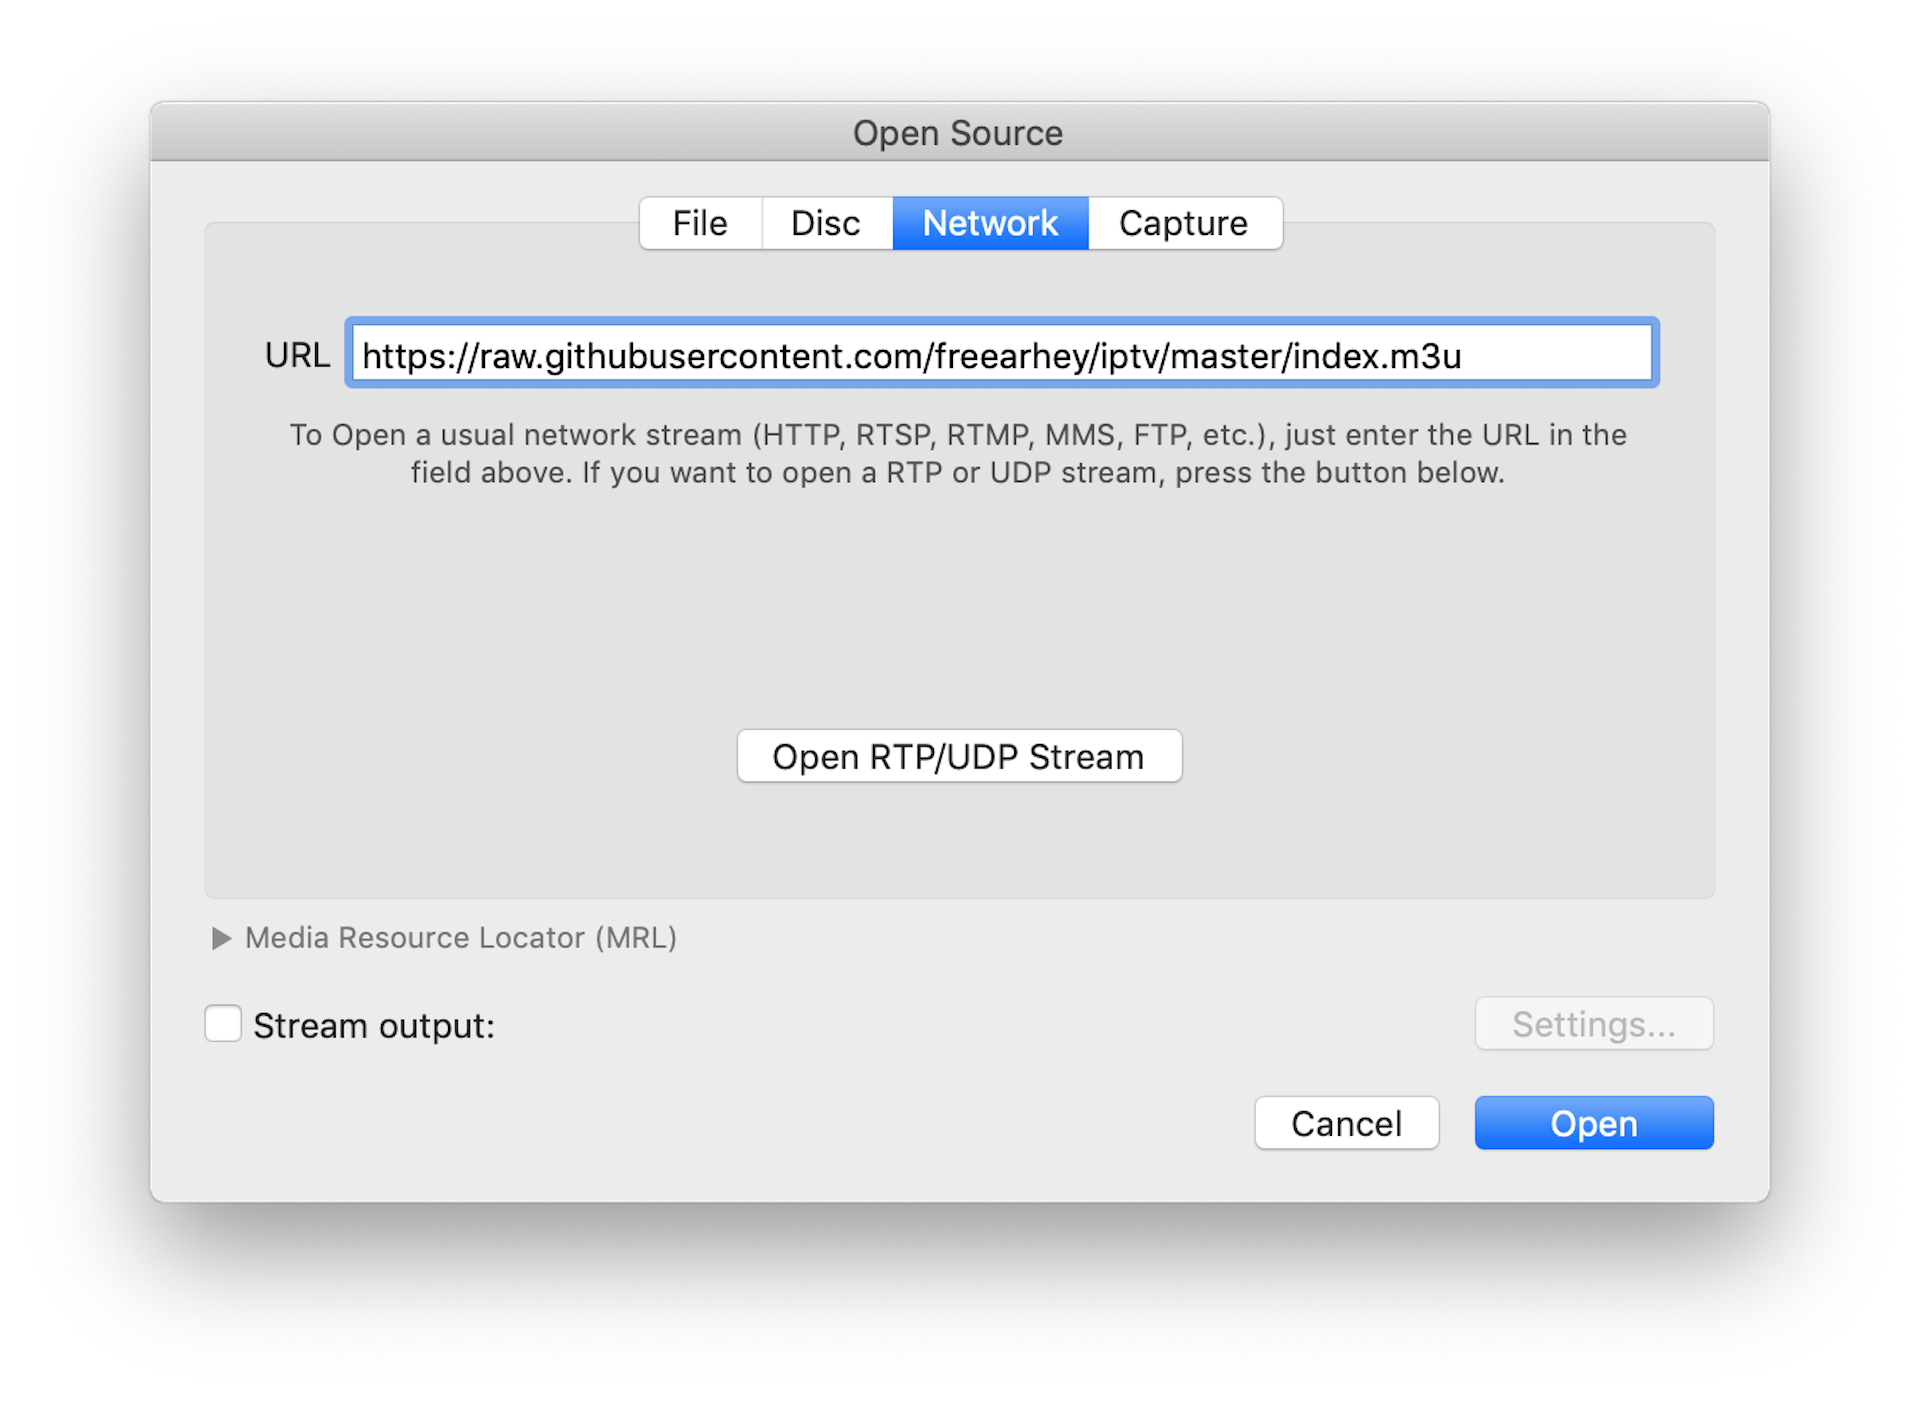 Open Source
File Disc Network Capture
URL https://raw.githubusercontent.com/freearhey/iptv/master/index.m3u
To Open a usual network stream (HTTP, RTSP, RTMP, MMS, FTP, etc.), just enter the URL in the
field above. If you want to open a RTP or UDP stream, press the button below.
Open RTP/UDP Stream
Media Resource Locator (MRL)
Stream output: Settings...
Cancel Open